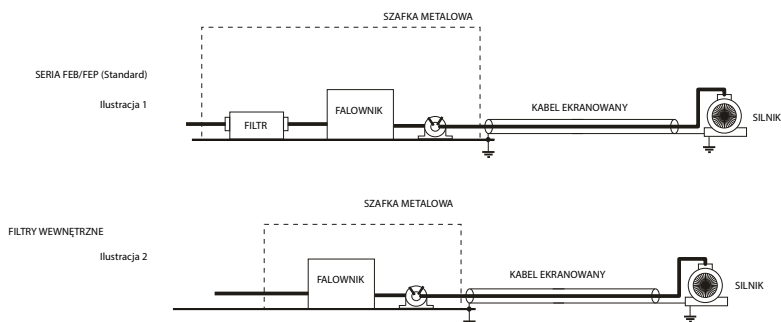 SZAFKA METALOWA
SERIA FEB/FEP (Standard)
Ilustracja 1
FILTR
FALOWNIK
KABEL EKRANOWANY
SILNIK
SZAFKA METALOWA
FILTRY WEWNĘTRZNE
Ilustracja 2
FALOWNIK
KABEL EKRANOWANY
SILNIK